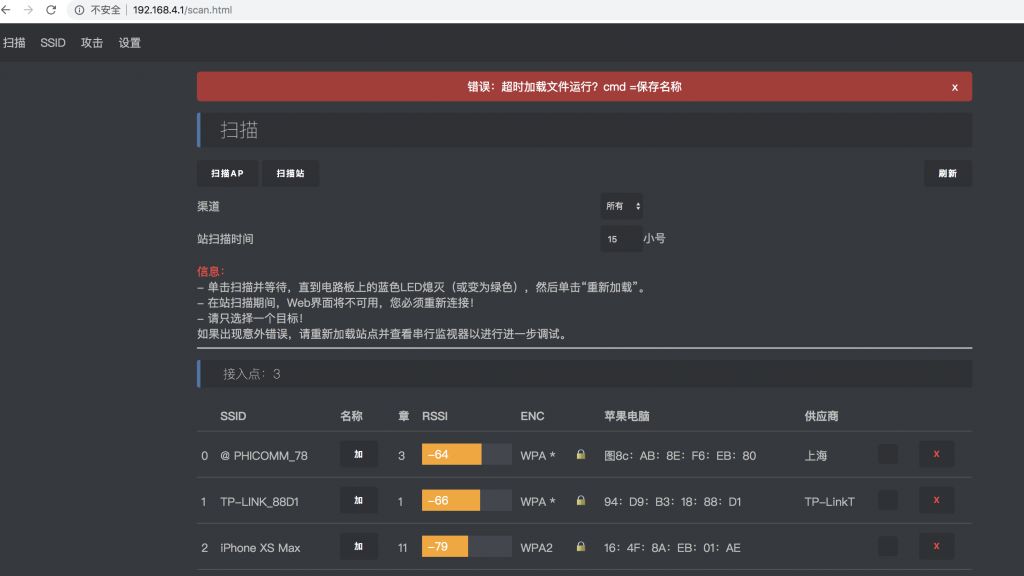 不安全 192.168.4.1/scan.html
扫描 SSID 攻击 设置
错误：超时加载文件运行？cmd =保存名称 x
扫描
扫描AP 扫描站 刷新
渠道 所有
站扫描时间 15 小号
信息：
- 单击扫描并等待，直到电路板上的蓝色LED熄灭（或变为绿色），然后单击“重新加载”。
- 在站扫描期间，Web界面将不可用，您必须重新连接！
- 请只选择一个目标！
如果出现意外错误，请重新加载站点并查看串行监视器以进行进一步调试。
接入点：3
SSID 名称 章 RSSI ENC 苹果电脑 供应商
0 @ PHICOMM_78 加 3 -64 WPA * 图8c：AB：8E：F6：EB：80 上海 x
1 TP-LINK_88D1 加 1 -66 WPA * 94：D9：B3：18：88：D1 TP-LinkT x
2 iPhone XS Max 加 11 -79 WPA2 16：4F：8A：EB：01：AE x